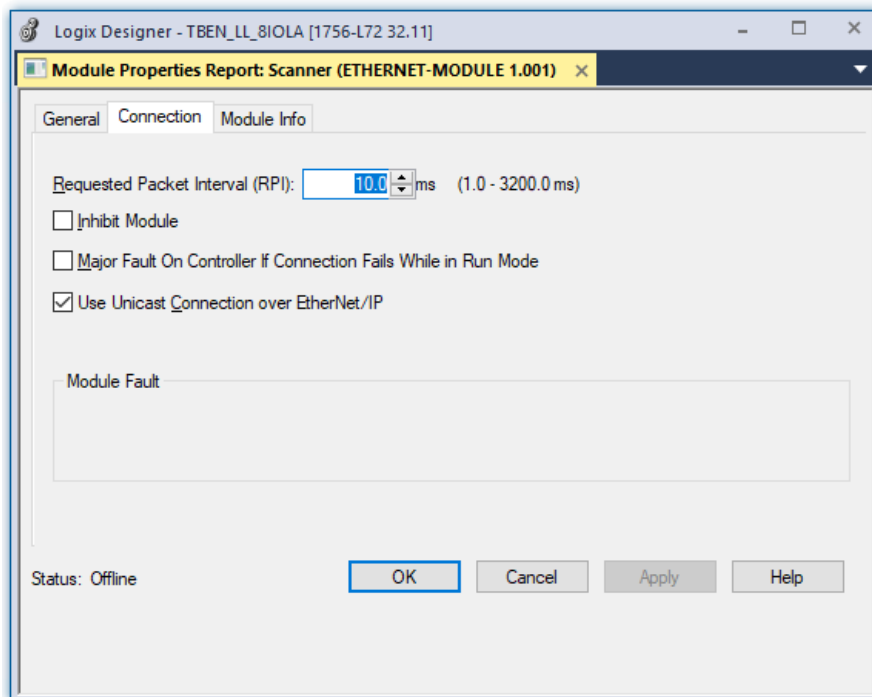 Logix Designer - TBEN_LL_8IOLA [1756-L72 32.11]
Module Properties Report: Scanner (ETHERNET-MODULE 1.001)
General Connection Module Info
Requested Packet Interval (RPI): 10.0 ms (1.0 - 3200.0 ms)
Inhibit Module
Major Fault On Controller If Connection Fails While in Run Mode
Use Unicast Connection over EtherNet/IP
Module Fault
Status: Offline OK Cancel Apply Help